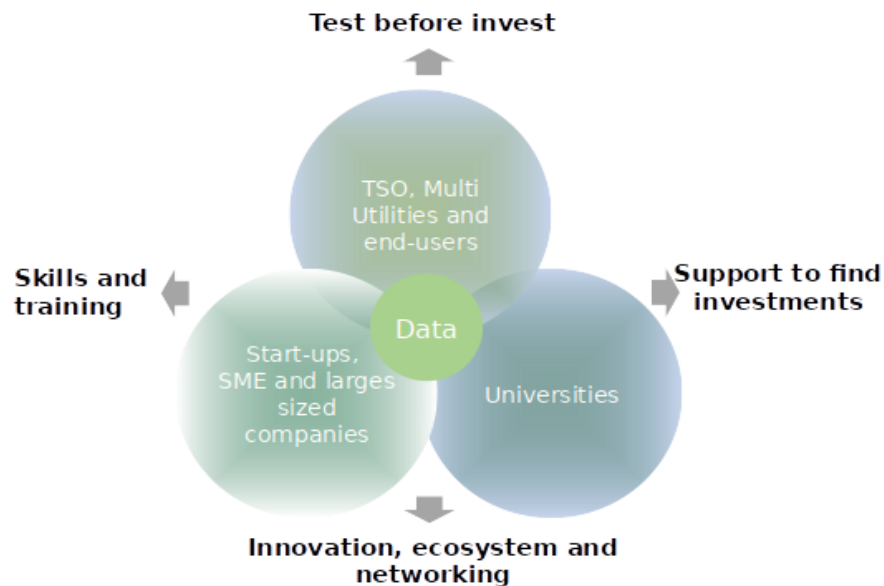 Test before invest
TSO, Multi
Utilities and
end-users
Skills and
training
Support to find
investments
Data
Start-ups,
SME and larges
sized
companies
Universities
Innovation, ecosystem and
networking